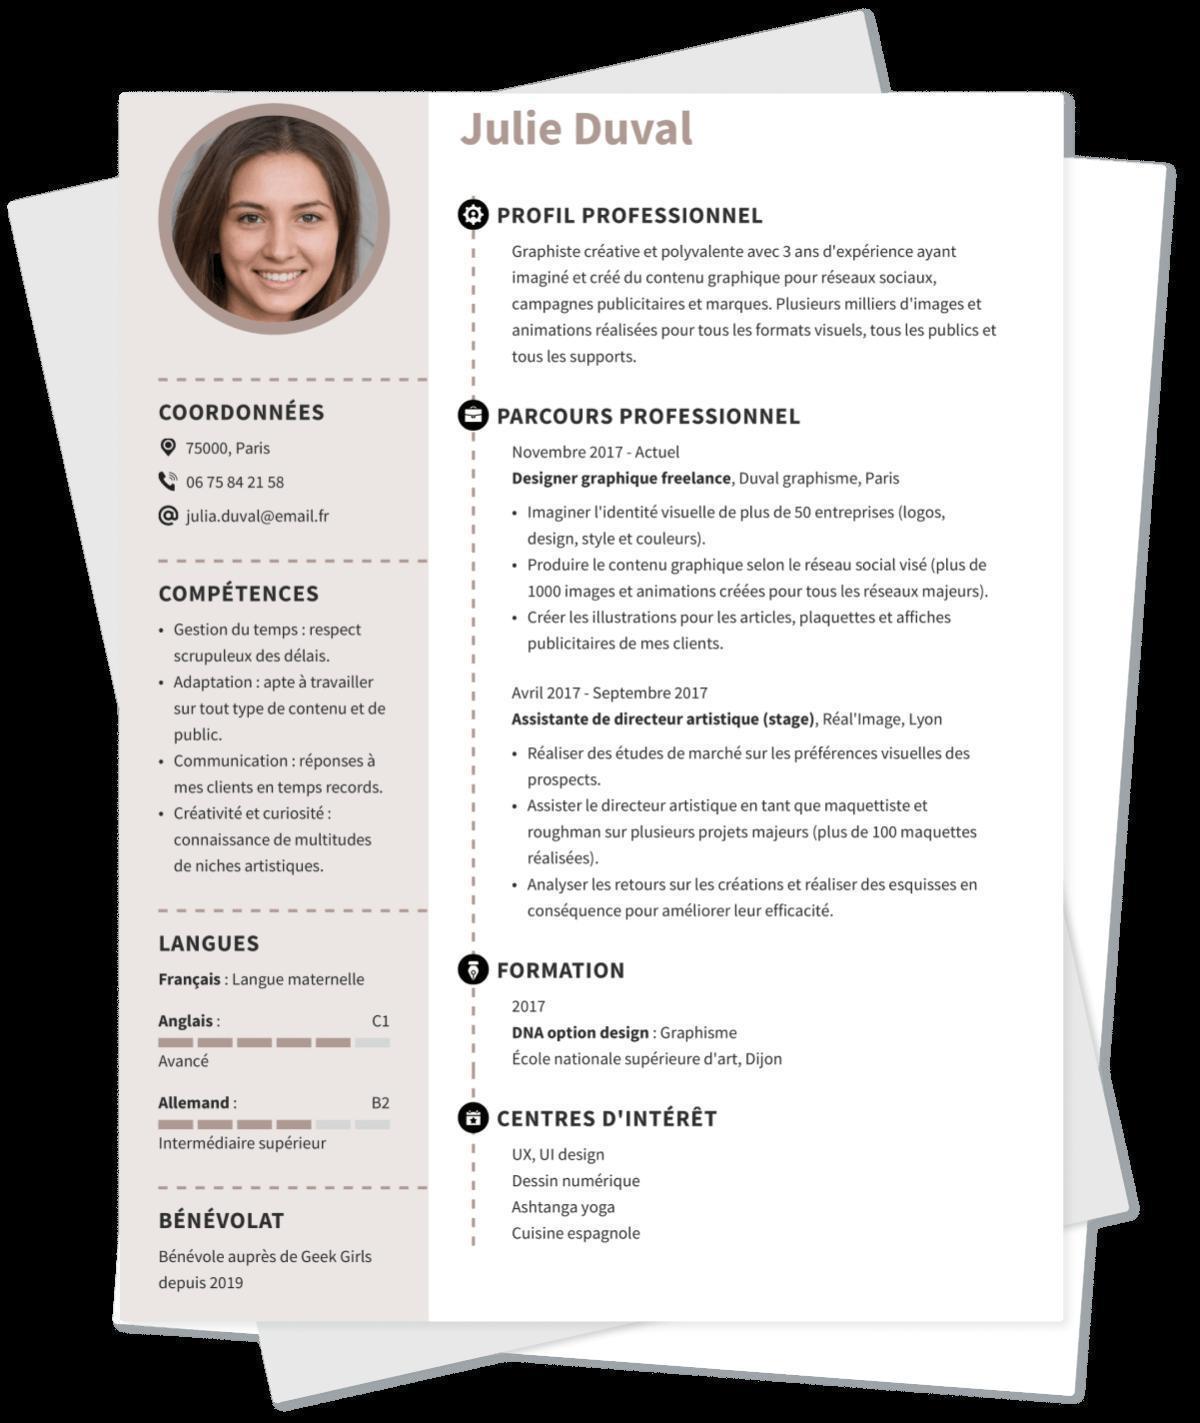 Julie Duval
COORDONNÉES
75000, Paris
06 75 84 21 58
julia.duval@email.fr
COMPÉTENCES
• Gestion du temps : respect
scrupuleux des délais.
• Adaptation : apte à travailler
sur tout type de contenu et de
public.
• Communication : réponses à
mes clients en temps records.
• Créativité et curiosité :
connaissance de multitudes
de niches artistiques.
LANGUES
Français : Langue maternelle
Anglais : C1
Avancé
Allemand : B2
Intermédiaire supérieur
BÉNÉVOLAT
Bénévole auprès de Geek Girls
depuis 2019
PROFIL PROFESSIONNEL
Graphiste créative et polyvalente avec 3 ans d'expérience ayant
imaginé et créé du contenu graphique pour réseaux sociaux,
campagnes publicitaires et marques. Plusieurs milliers d'images et
animations réalisées pour tous les formats visuels, tous les publics et
tous les supports.
PARCOURS PROFESSIONNEL
Novembre 2017 - Actuel
Designer graphique freelance, Duval graphisme, Paris
• Imaginer l'identité visuelle de plus de 50 entreprises (logos,
design, style et couleurs).
• Produire le contenu graphique selon le réseau social visé (plus de
1000 images et animations créées pour tous les réseaux majeurs).
• Créer les illustrations pour les articles, plaquettes et affiches
publicitaires de mes clients.
Avril 2017 - Septembre 2017
Assistante de directeur artistique (stage), Réal'Image, Lyon
• Réaliser des études de marché sur les préférences visuelles des
prospects.
• Assister le directeur artistique en tant que maquettiste et
roughman sur plusieurs projets majeurs (plus de 100 maquettes
réalisées).
• Analyser les retours sur les créations et réaliser des esquisses en
conséquence pour améliorer leur efficacité.
FORMATION
2017
DNA option design : Graphisme
École nationale supérieure d'art, Dijon
CENTRES D'INTÉRÊT
UX, UI design
Dessin numérique
Ashtanga yoga
Cuisine espagnole